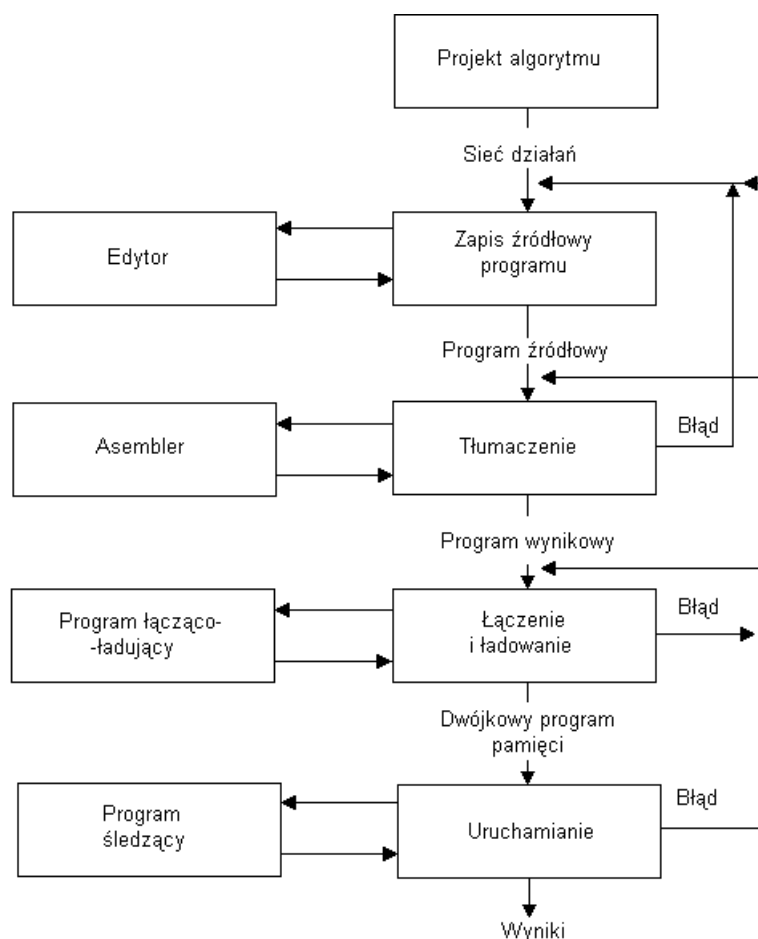 Projekt algorytmu
Sieć działań
Edytor
Zapis źródłowy
programu
Program źródłowy
Asembler
Tłumaczenie
Błąd
Program wynikowy
Program łącząco-
-ładujący
Łączenie
i ładowanie
Błąd
Dwójkowy program
pamięci
Program
śledzący
Uruchamianie
Błąd
Wyniki